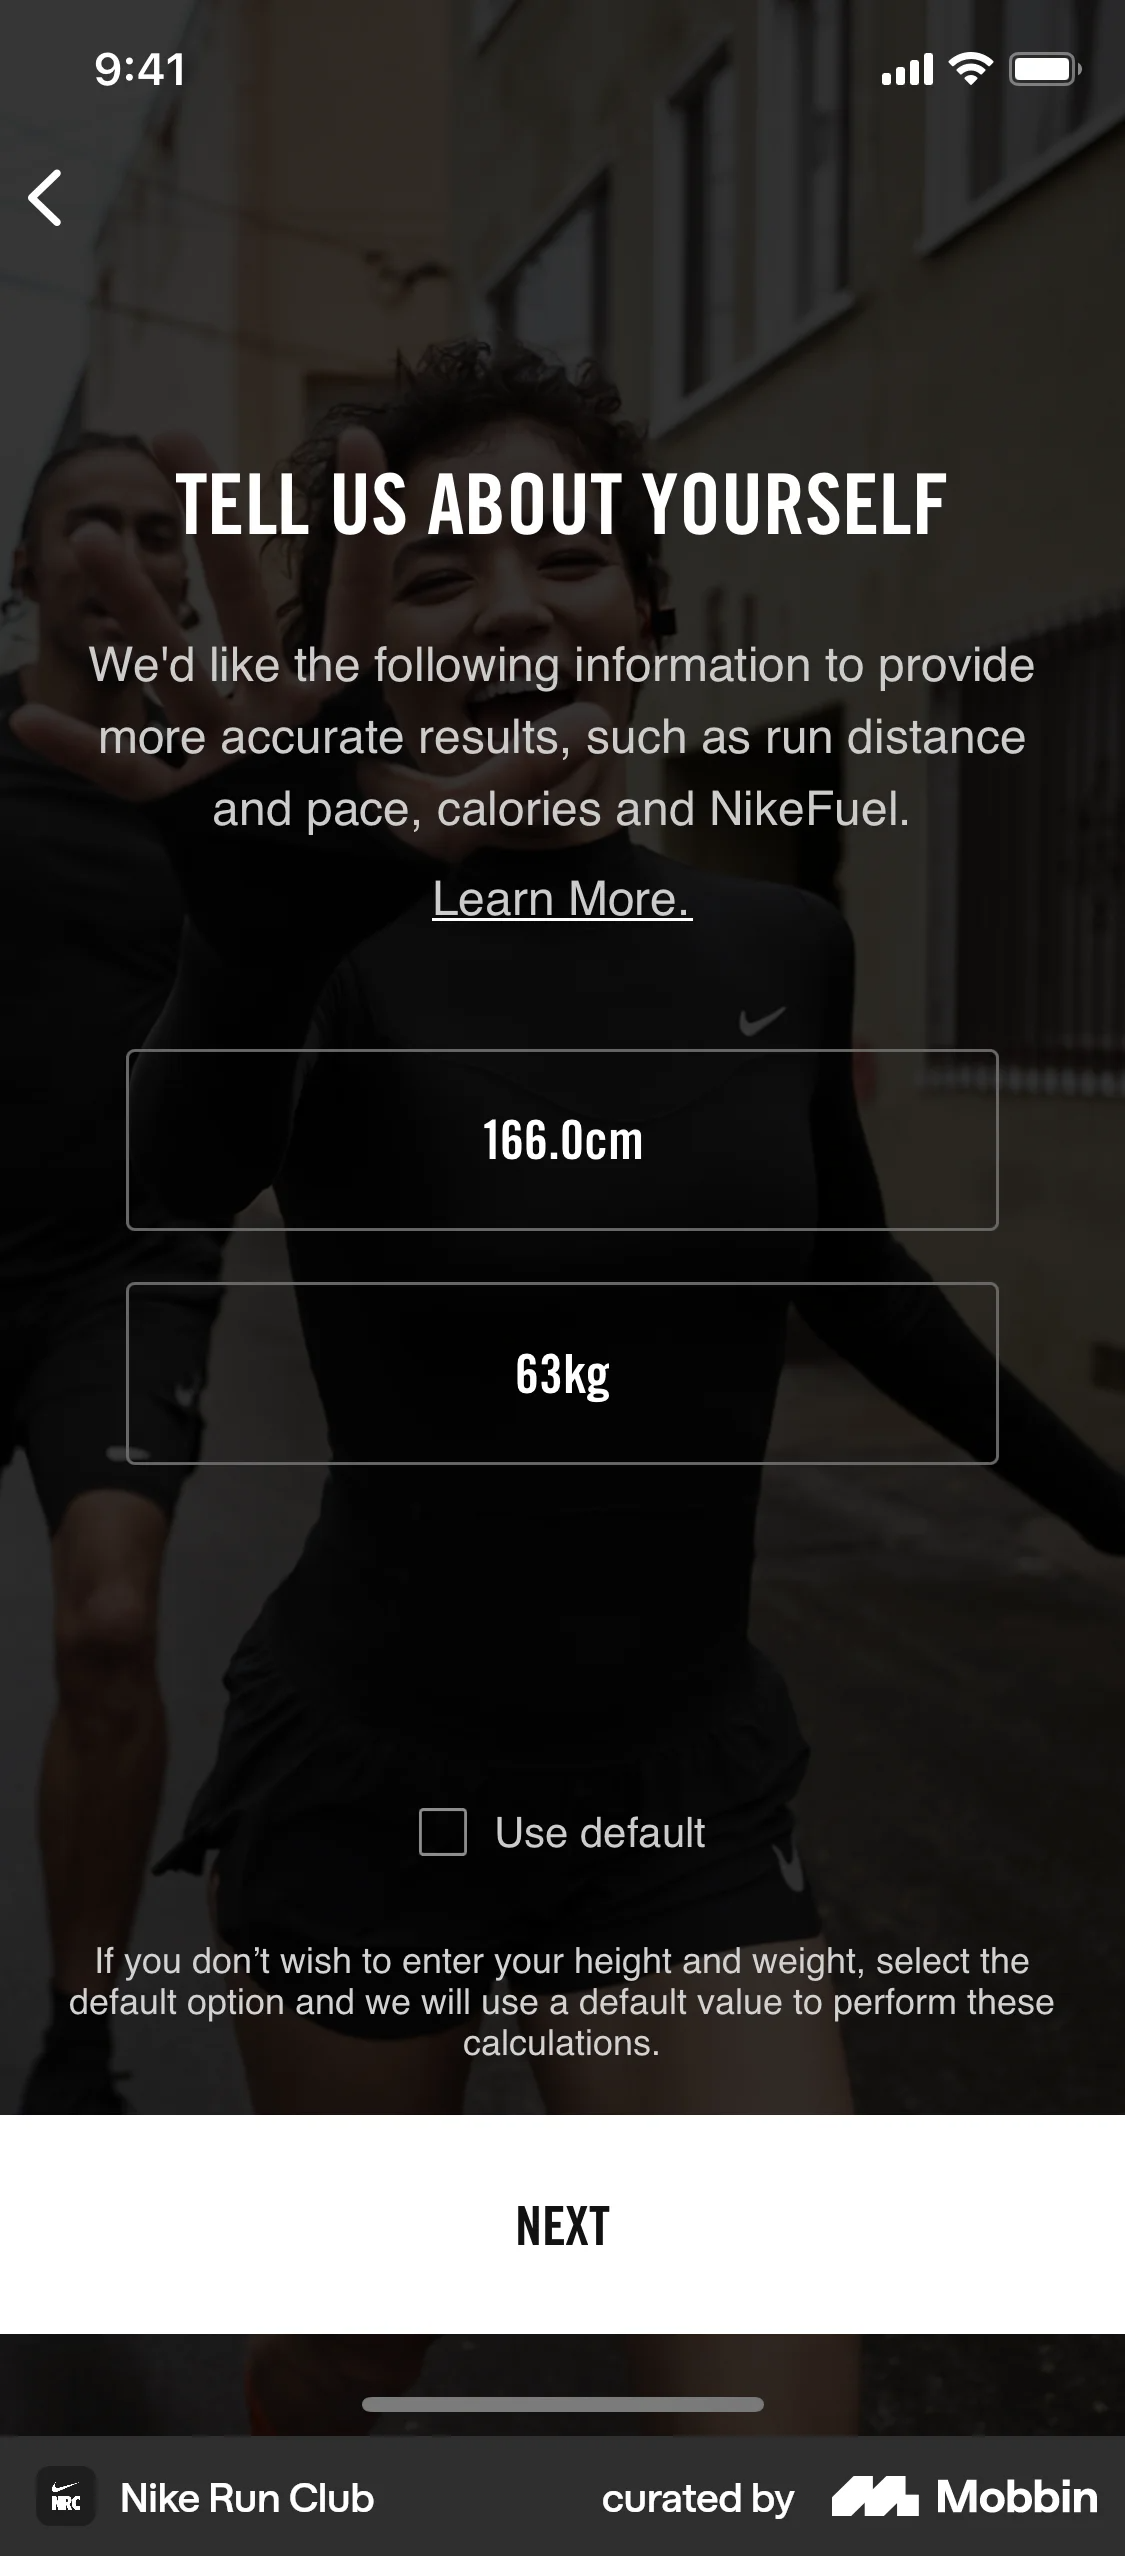 9:41
TELL US ABOUT YOURSELF
We'd like the following information to provide
more accurate results, such as run distance
and pace, calories and NikeFuel.
Learn More.
166.0cm
63kg
Use default
If you don’t wish to enter your height and weight, select the
default option and we will use a default value to perform these
calculations.
NEXT
NRC Nike Run Club curated by Mobbin